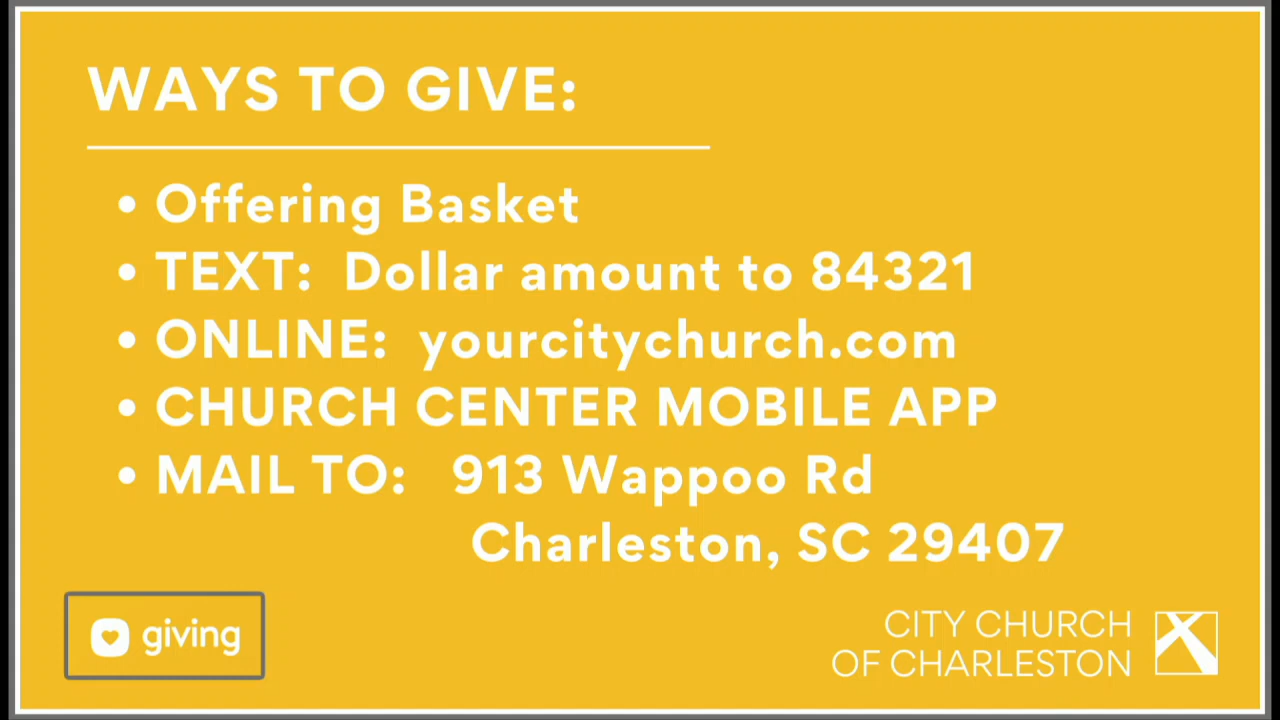 WAYS TO GIVE:
• Offering Basket
• TEXT: Dollar amount to 84321
• ONLINE: yourcitychurch.com
• CHURCH CENTER MOBILE APP
• MAIL TO: 913 Wappoo Rd
Charleston, SC 29407
giving
CITY CHURCH
OF CHARLESTON